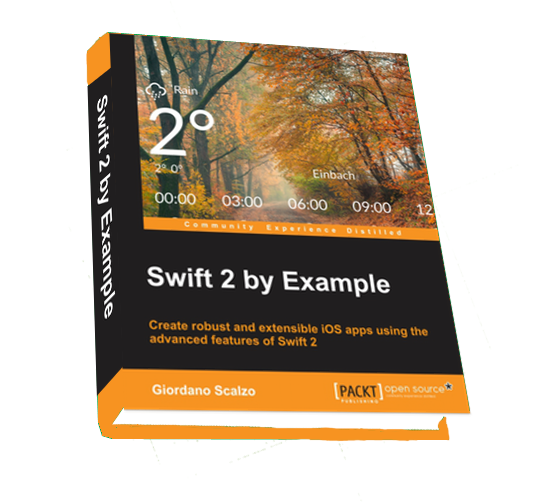 Swift 2 by Example
Rain
2°
2° 0°
Einbach
00:00 03:00 06:00 09:00 12
Community Experience Distilled
Swift 2 by Example
Create robust and extensible iOS apps using the
advanced features of Swift 2
Giordano Scalzo
[PACKT] open source*
PUBLISHING